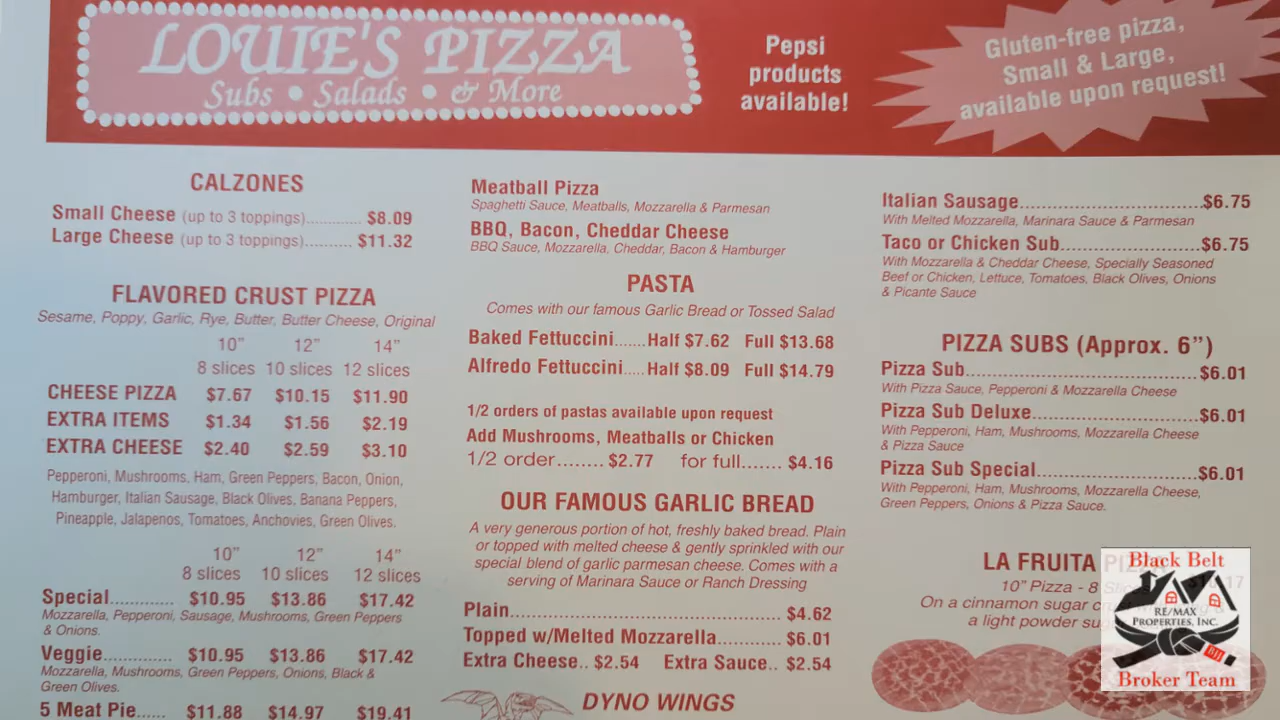 LOUIE'S PIZZA
Subs • Salads • & More
Pepsi
products
available!
Gluten-free pizza,
Small & Large,
available upon request!
CALZONES
Small Cheese (up to 3 toppings)............ $8.09
Large Cheese (up to 3 toppings).......... $11.32
FLAVORED CRUST PIZZA
Sesame, Poppy, Garlic, Rye, Butter, Butter Cheese, Original
10" 12" 14"
8 slices 10 slices 12 slices
CHEESE PIZZA $7.67 $10.15 $11.90
EXTRA ITEMS $1.34 $1.56 $2.19
EXTRA CHEESE $2.40 $2.59 $3.10
Pepperoni, Mushrooms, Ham, Green Peppers, Bacon, Onion,
Hamburger, Italian Sausage, Black Olives, Banana Peppers,
Pineapple, Jalapenos, Tomatoes, Anchovies, Green Olives.
10" 12" 14"
8 slices 10 slices 12 slices
Special............. $10.95 $13.86 $17.42
Mozzarella, Pepperoni, Sausage, Mushrooms, Green Peppers
& Onions.
Veggie.............. $10.95 $13.86 $17.42
Mozzarella, Mushrooms, Green Peppers, Onions, Black &
Green Olives.
5 Meat Pie...... $11.88 $14.97 $19.41
Meatball Pizza
Spaghetti Sauce, Meatballs, Mozzarella & Parmesan
BBQ, Bacon, Cheddar Cheese
BBQ Sauce, Mozzarella, Cheddar, Bacon & Hamburger
PASTA
Comes with our famous Garlic Bread or Tossed Salad
Baked Fettuccini.......Half $7.62 Full $13.68
Alfredo Fettuccini.....Half $8.09 Full $14.79
1/2 orders of pastas available upon request
Add Mushrooms, Meatballs or Chicken
1/2 order........ $2.77 for full....... $4.16
OUR FAMOUS GARLIC BREAD
A very generous portion of hot, freshly baked bread. Plain
or topped with melted cheese & gently sprinkled with our
special blend of garlic parmesan cheese. Comes with a
serving of Marinara Sauce or Ranch Dressing
Plain...................................................... $4.62
Topped w/Melted Mozzarella............. $6.01
Extra Cheese.. $2.54 Extra Sauce.. $2.54
DYNO WINGS
Italian Sausage..................................$6.75
With Melted Mozzarella, Marinara Sauce & Parmesan
Taco or Chicken Sub..........................$6.75
With Mozzarella & Cheddar Cheese, Specially Seasoned
Beef or Chicken, Lettuce, Tomatoes, Black Olives, Onions
& Picante Sauce
PIZZA SUBS (Approx. 6")
Pizza Sub...........................................$6.01
With Pizza Sauce, Pepperoni & Mozzarella Cheese
Pizza Sub Deluxe................................$6.01
With Pepperoni, Ham, Mushrooms, Mozzarella Cheese
& Pizza Sauce
Pizza Sub Special...............................$6.01
With Pepperoni, Ham, Mushrooms, Mozzarella Cheese,
Green Peppers, Onions & Pizza Sauce.
LA FRUITA
10" Pizza - 8
On a cinnamon sugar
a light powder
Black Belt
RE/MAX
PROPERTIES, INC.
Broker Team